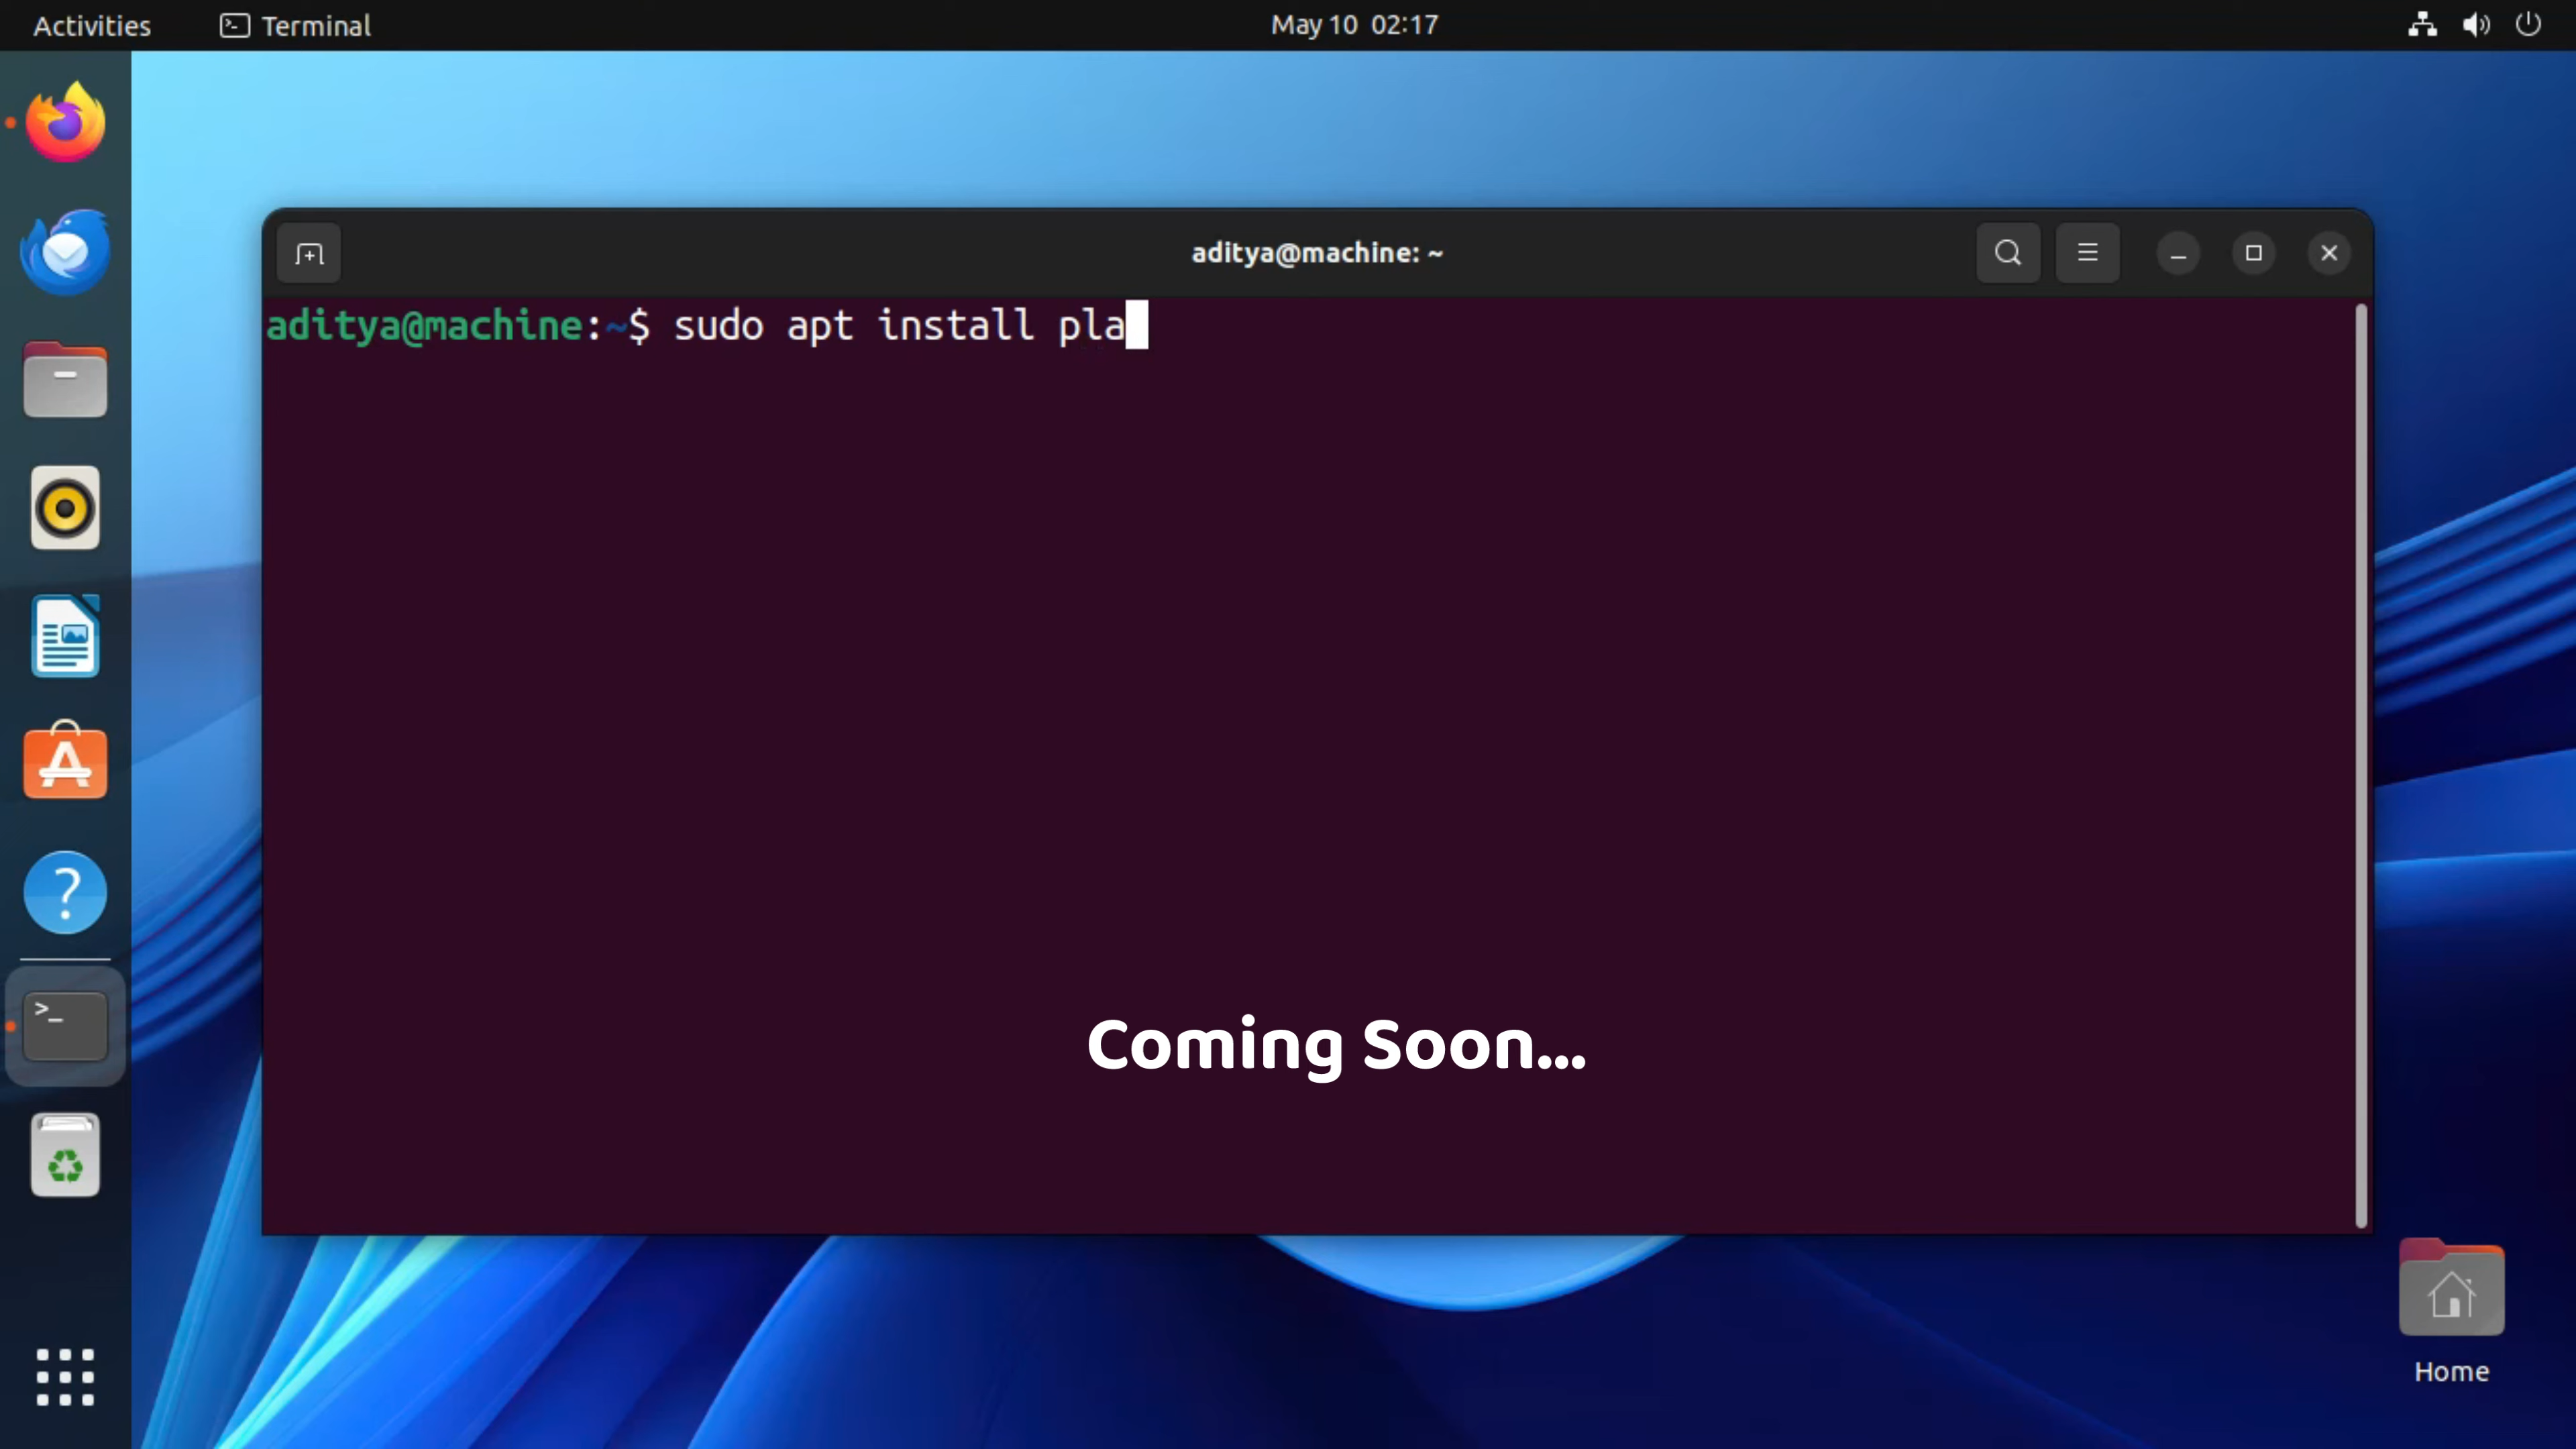 Activities
Terminal
May 10 02:17
aditya@machine: ~
aditya@machine:~$ sudo apt install pla
Coming Soon...
Home